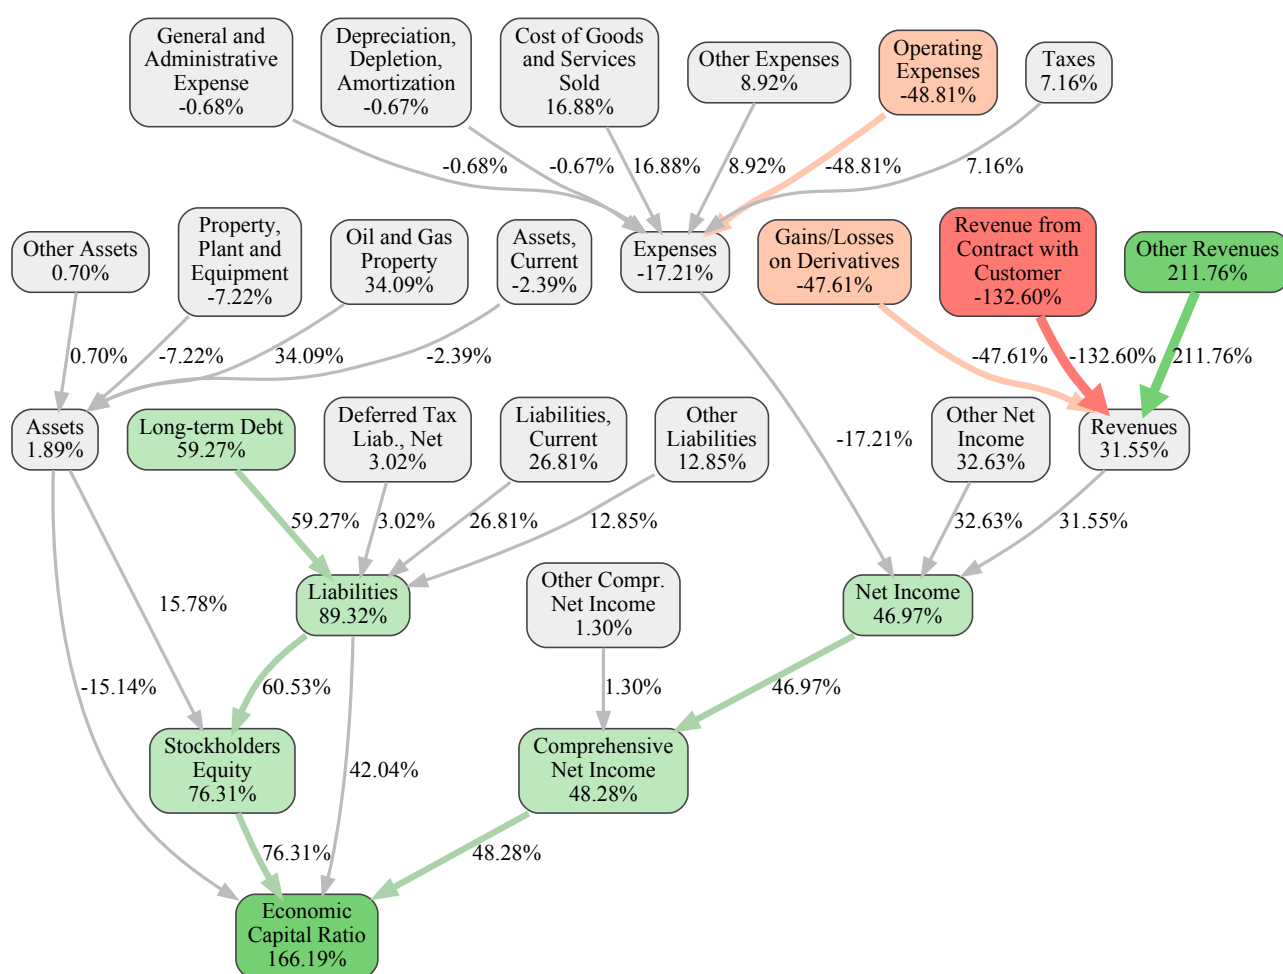 General and
Administrative
Expense
-0.68%
Depreciation,
Depletion,
Amortization
-0.67%
Cost of Goods
and Services
Sold
16.88%
Other Expenses
8.92%
Operating
Expenses
-48.81%
Taxes
7.16%
-0.68%
-0.67%
16.88%
8.92%
-48.81%
7.16%
Other Assets
0.70%
Property,
Plant and
Equipment
-7.22%
Oil and Gas
Property
34.09%
Assets,
Current
-2.39%
Expenses
-17.21%
Gains/Losses
on Derivatives
-47.61%
Revenue from
Contract with
Customer
-132.60%
Other Revenues
211.76%
0.70%
-7.22%
34.09%
-2.39%
-47.61%
-132.60%
211.76%
Assets
1.89%
Long-term Debt
59.27%
Deferred Tax
Liab., Net
3.02%
Liabilities,
Current
26.81%
Other
Liabilities
12.85%
-17.21%
Other Net
Income
32.63%
Revenues
31.55%
59.27%
3.02%
26.81%
12.85%
32.63%
31.55%
15.78%
Liabilities
89.32%
Other Compr.
Net Income
1.30%
Net Income
46.97%
-15.14%
60.53%
1.30%
46.97%
Stockholders
Equity
76.31%
42.04%
Comprehensive
Net Income
48.28%
76.31%
48.28%
Economic
Capital Ratio
166.19%